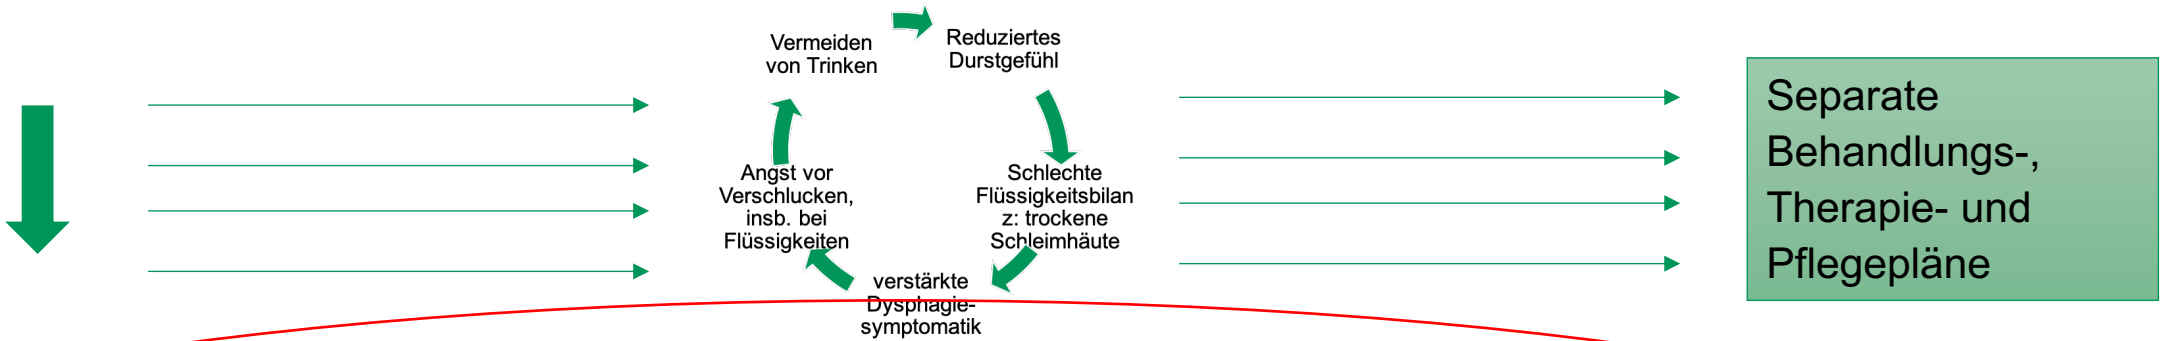 Vermeiden
von Trinken
Reduziertes
Durstgefühl
Schlechte
Flüssigkeitsbilan
z: trockene
Schleimhäute
verstärkte
Dysphagie-
symptomatik
Angst vor
Verschlucken,
insb. bei
Flüssigkeiten
Separate
Behandlungs-,
Therapie- und
Pflegepläne